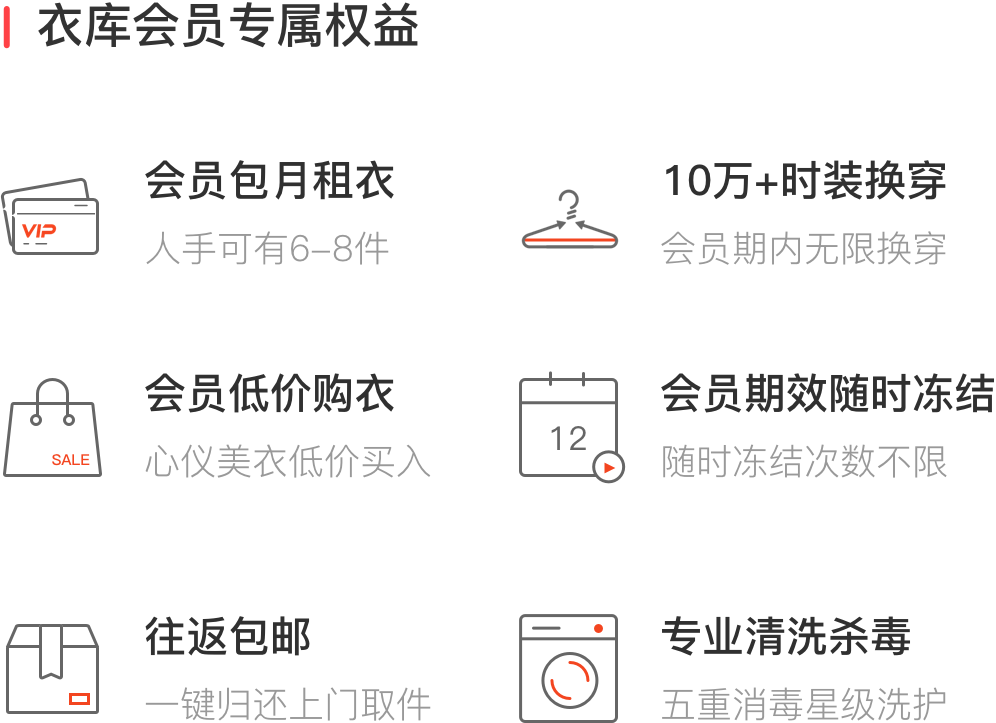 衣库会员专属权益
会员包月租衣
人手可有6-8件
VIP
10万+时装换穿
会员期内无限换穿
会员低价购衣
心仪美衣低价买入
SALE
会员期效随时冻结
随时冻结次数不限
12
往返包邮
一键归还上门取件
专业清洗杀毒
五重消毒星级洗护